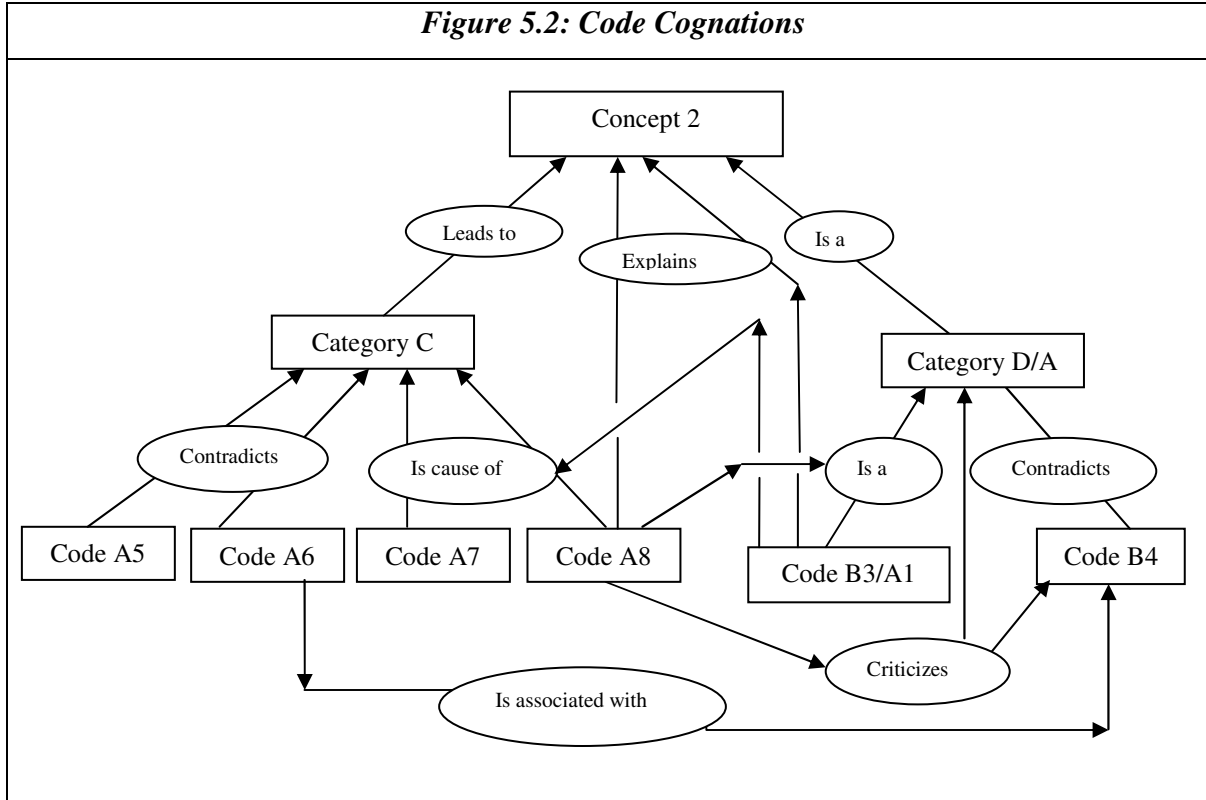 Figure 5.2: Code Cognations
Concept 2
Leads to
Explains
Is a
Category C
Category D/A
Contradicts
Is cause of
Is a
Contradicts
Code A5
Code A6
Code A7
Code A8
Code B3/A1
Code B4
Criticizes
Is associated with